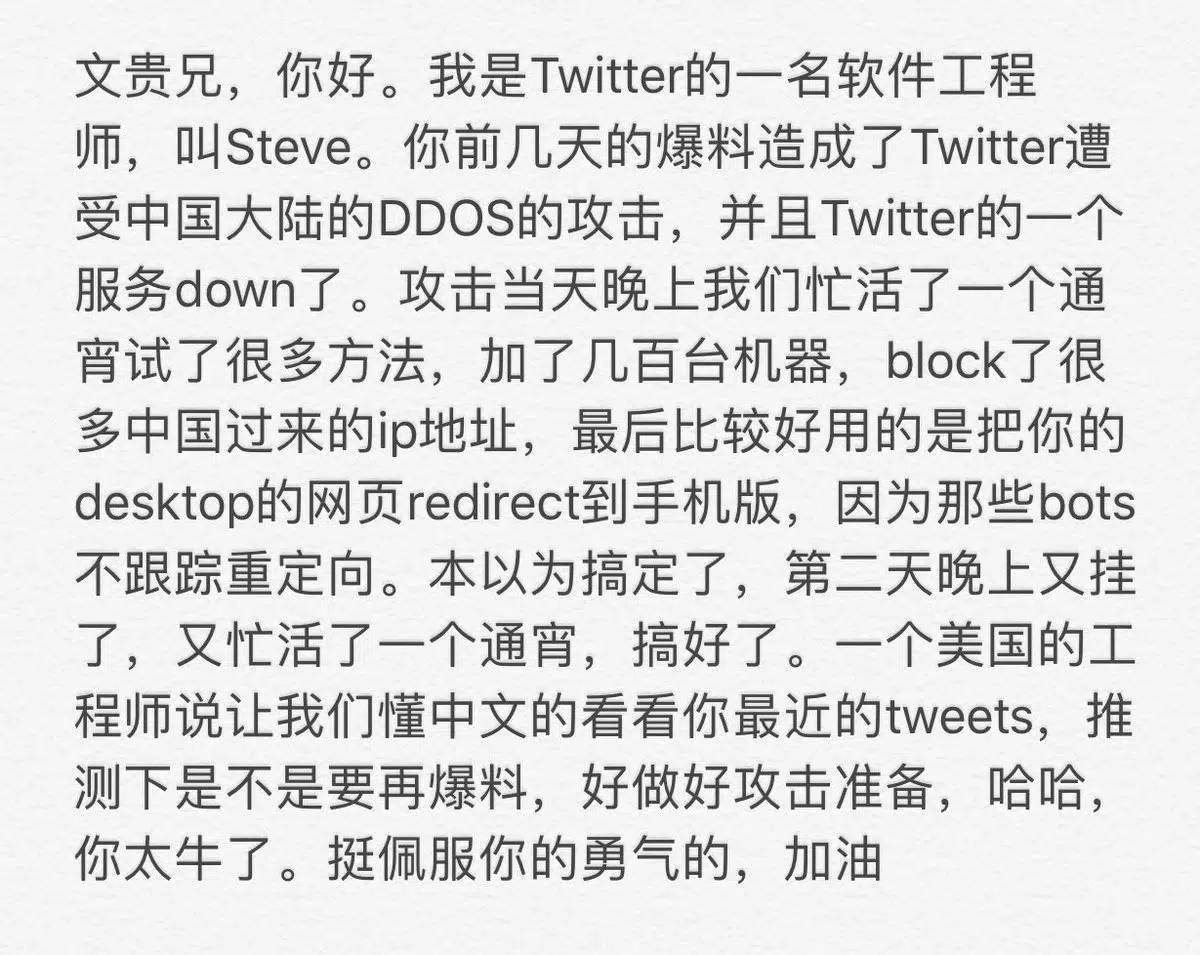 文贵兄，你好。我是Twitter的一名软件工程
师，叫Steve。你前几天的爆料造成了Twitter遭
受中国大陆的DDOS的攻击，并且Twitter的一个
服务down了。攻击当天晚上我们忙活了一个通
宵试了很多方法，加了几百台机器，block了很
多中国过来的ip地址，最后比较好用的是把你的
desktop的网页redirect到手机版，因为那些bots
不跟踪重定向。本以为搞定了，第二天晚上又挂
了，又忙活了一个通宵，搞好了。一个美国的工
程师说让我们懂中文的看看你最近的tweets，推
测下是不是要再爆料，好做好攻击准备，哈哈，
你太牛了。挺佩服你的勇气的，加油